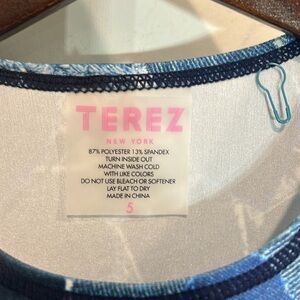 TEREZ
NEW YORK
87% POLYESTER 13% SPANDEX
TURN INSIDE OUT
MACHINE WASH COLD
WITH LIKE COLORS
DO NOT USE BLEACH OR SOFTENER
LAY FLAT TO DRY
MADE IN CHINA
5